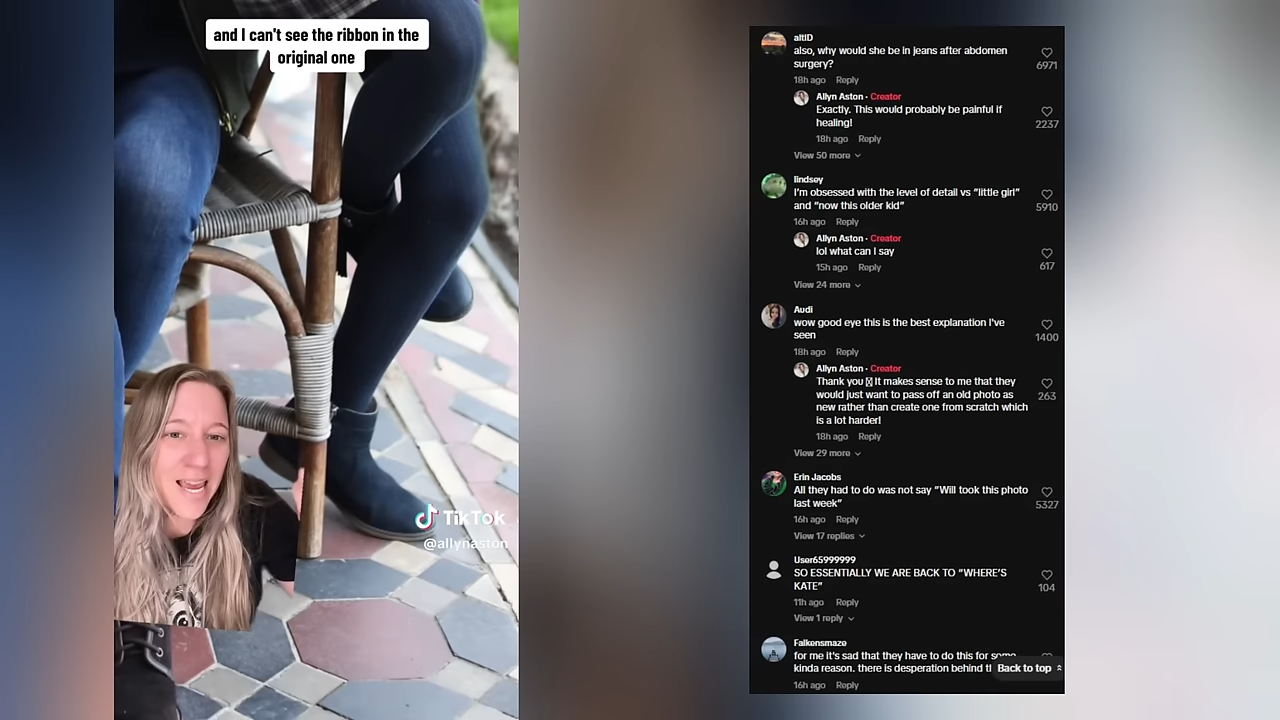 and I can't see the ribbon in the
original one
TikTok
@allynaston
altID
also, why would she be in jeans after abdomen
surgery?
6971
18h ago Reply
Allyn Aston · Creator
Exactly. This would probably be painful if
healing!
2237
18h ago Reply
View 50 more
lindsey
I'm obsessed with the level of detail vs "little girl"
and "now this older kid"
5910
16h ago Reply
Allyn Aston · Creator
lol what can I say
617
15h ago Reply
View 24 more
Audi
wow good eye this is the best explanation I've
seen
1400
18h ago Reply
Allyn Aston · Creator
Thank you It makes sense to me that they
would just want to pass off an old photo as
new rather than create one from scratch which
is a lot harder!
263
18h ago Reply
View 29 more
Erin Jacobs
All they had to do was not say "Will took this photo
last week"
5327
16h ago Reply
View 17 replies
User65999999
SO ESSENTIALLY WE ARE BACK TO "WHERE'S
KATE"
104
11h ago Reply
View 1 reply
Falkensmaze
for me it's sad that they have to do this for some
kinda reason. there is desperation behind
Back to top
16h ago Reply